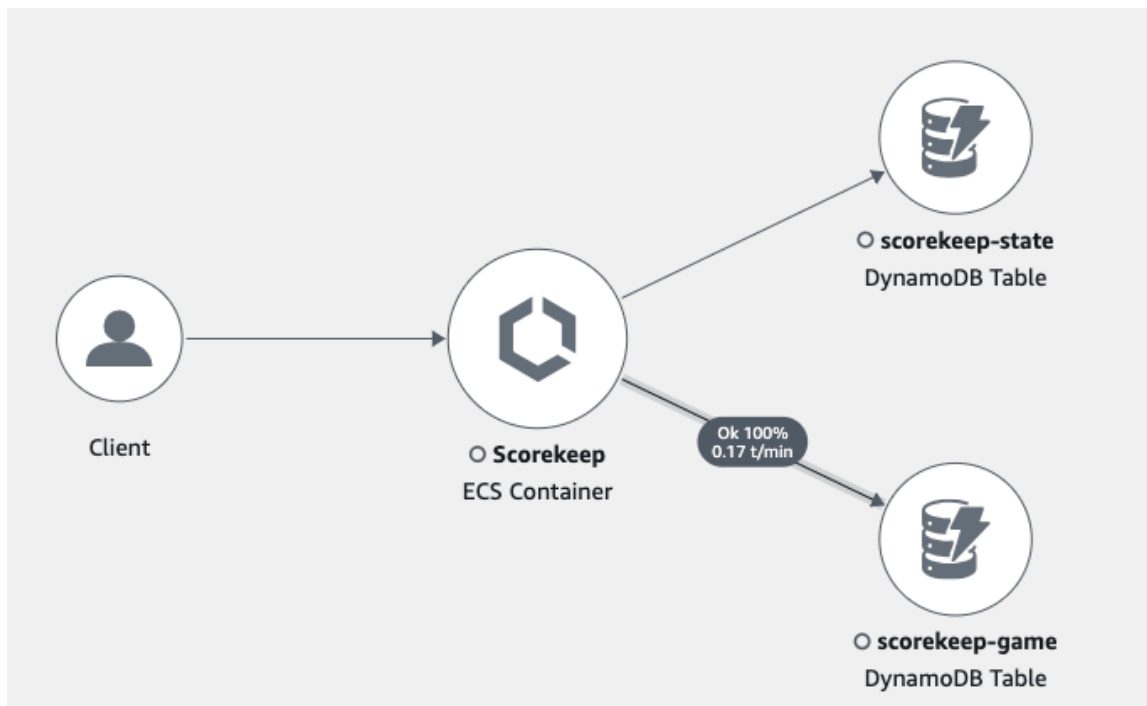 Client
Scorekeep
ECS Container
scorekeep-state
DynamoDB Table
Ok 100%
0.17 t/min
scorekeep-game
DynamoDB Table